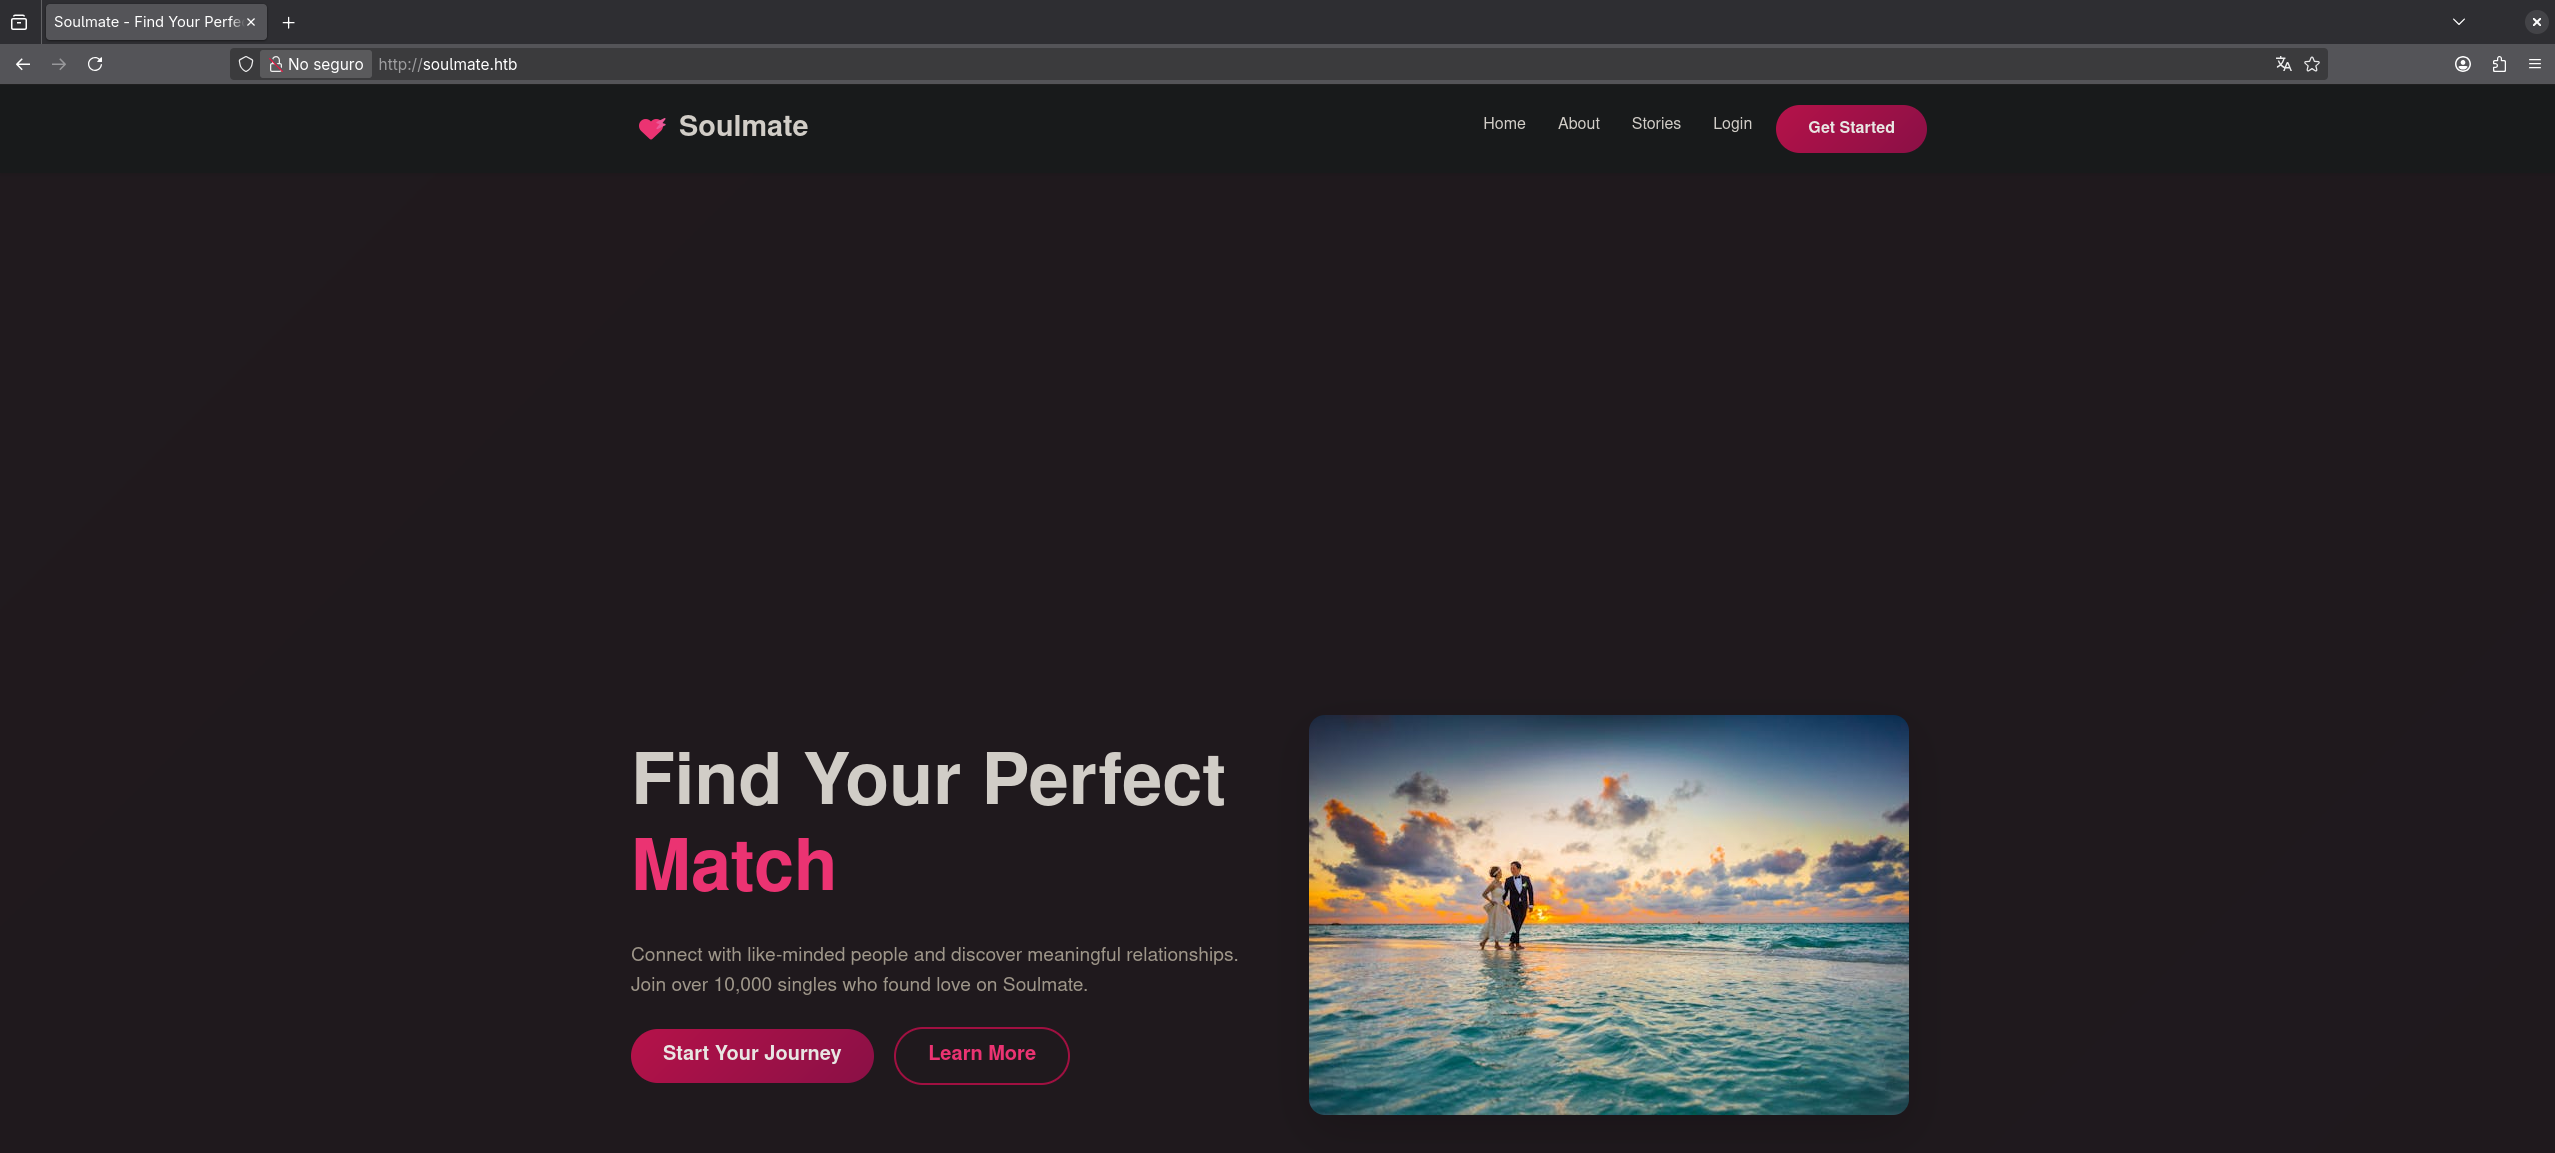 Soulmate - Find Your Perfe
No seguro
http://soulmate.htb
Soulmate
Home
About
Stories
Login
Get Started
Find Your Perfect
Match
Connect with like-minded people and discover meaningful relationships.
Join over 10,000 singles who found love on Soulmate.
Start Your Journey
Learn More